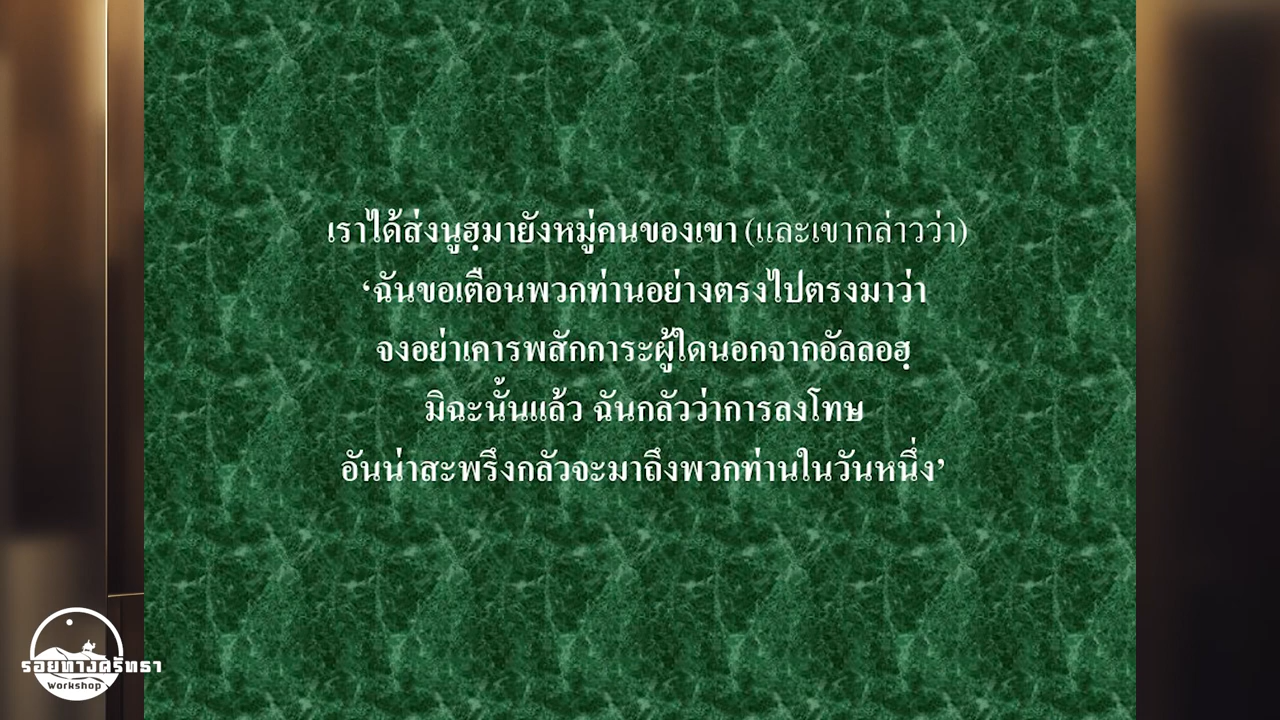 เราได้ส่งนูฮฺมายังหมู่คนของเขา (และเขากล่าวว่า)
‘ฉันขอเตือนพวกท่านอย่างตรงไปตรงมาว่า
จงอย่าเคารพสักการะผู้ใดนอกจากอัลลอฮฺ
มิฉะนั้นแล้ว ฉันกลัวว่าการลงโทษ
อันน่าสะพรึงกลัวจะมาถึงพวกท่านในวันหนึ่ง’
รอยทางศรัทธา
Workshop